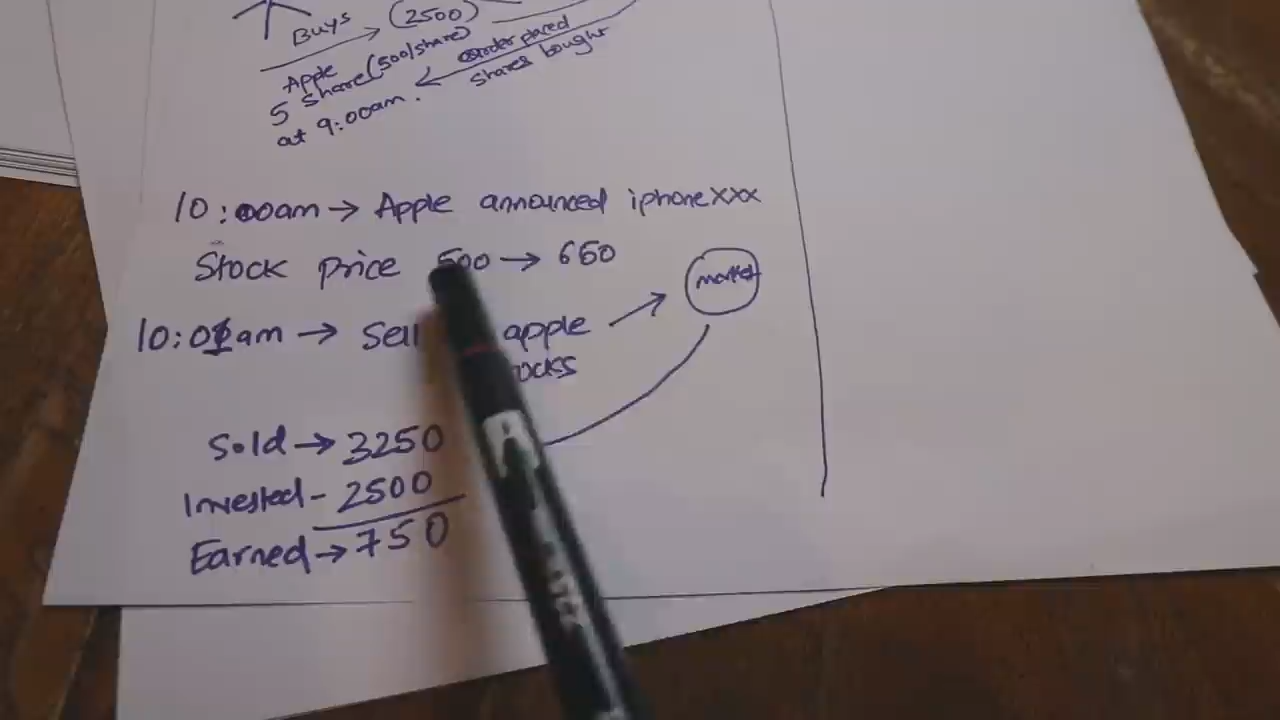 Buys (2500)
Apple
5 share (500/share)
at 9:00am.
Order placed
shares bought
10:00am → Apple announced iphone xxx
Stock price 500 → 650
10:01am → Sell apple
market
Sold → 3250
Invested - 2500
Earned → 750